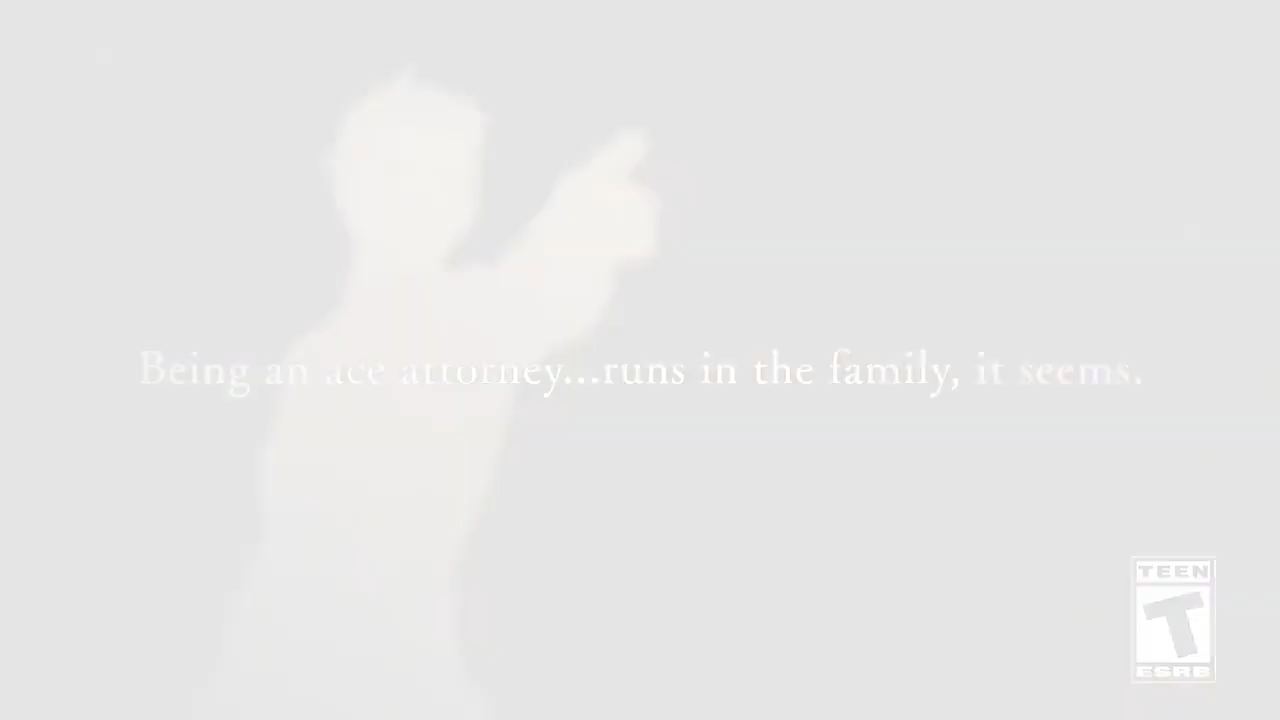 Being an ace attorney...runs in the family, it seems.
TEEN
T
ESRB